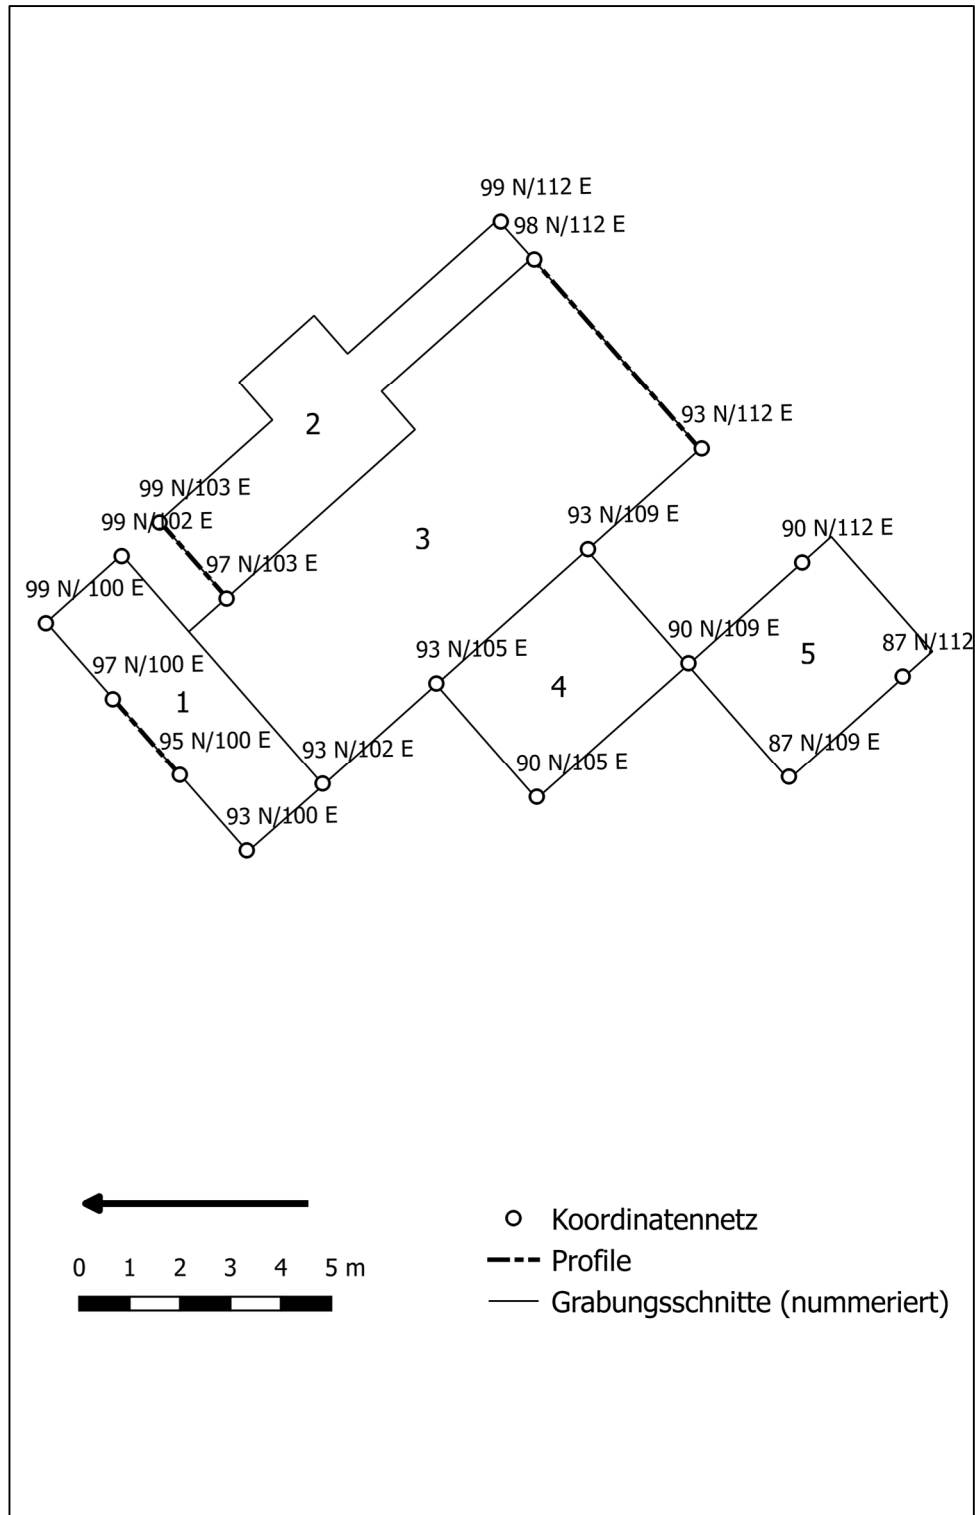 99 N/112 E
98 N/112 E
93 N/112 E
2
99 N/103 E
99 N/102 E
93 N/109 E
90 N/112 E
3
97 N/103 E
99 N/ 100 E
90 N/109 E
87 N/112
93 N/105 E
5
97 N/100 E
4
1
95 N/100 E
93 N/102 E
87 N/109 E
90 N/105 E
93 N/100 E
0 1 2 3 4 5 m
Koordinatennetz
Profile
Grabungsschnitte (nummeriert)